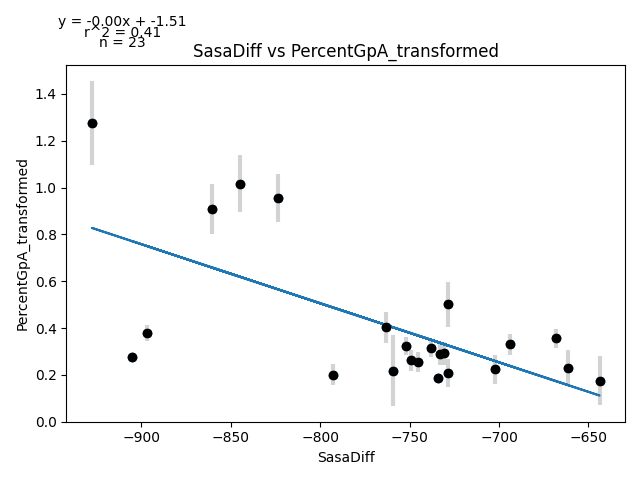 y = -0.00x + -1.51
r^2 = 0.41
n = 23
SasaDiff vs PercentGpA_transformed
PercentGpA_transformed
1.4
1.2
1.0
0.8
0.6
0.4
0.2
0.0
−900
−850
−800
−750
−700
−650
SasaDiff